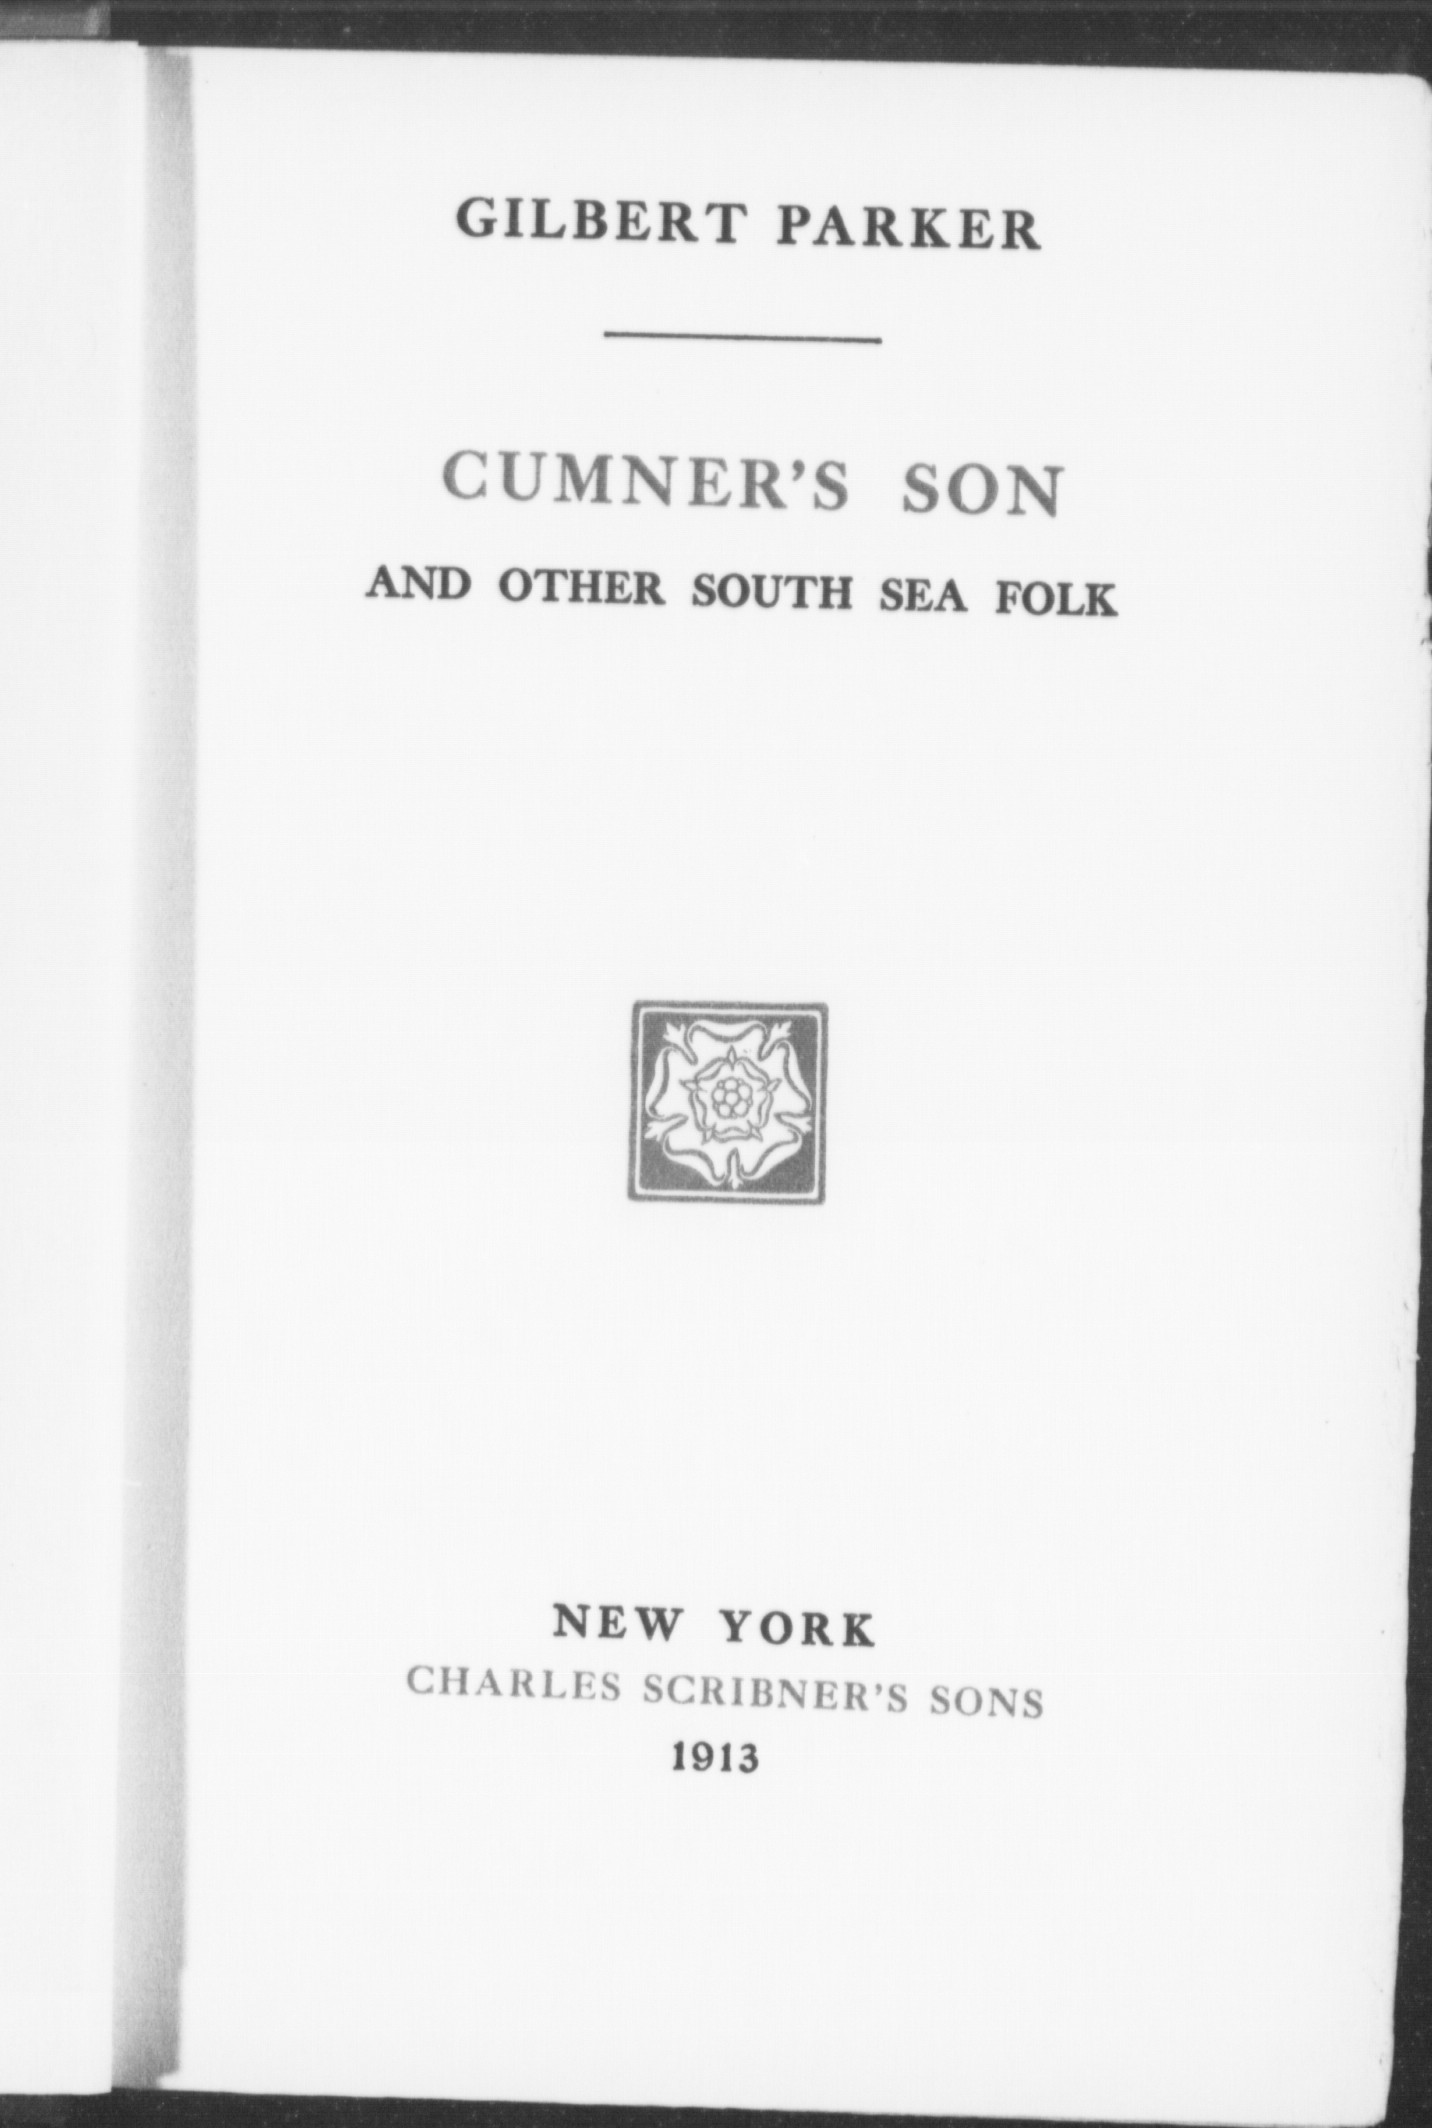 GILBERT PARKER
CUMNER'S SON
AND OTHER SOUTH SEA FOLK
NEW YORK
CHARLES SCRIBNER'S SONS
1913